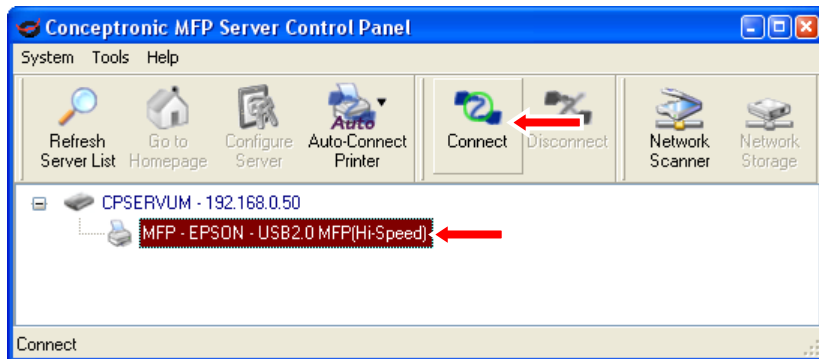 Conceptronic MFP Server Control Panel
System Tools Help
Refresh Server List
Go to Homepage
Configure Server
Auto
Auto-Connect Printer
Connect
Disconnect
Network Scanner
Network Storage
CPSERVUM - 192.168.0.50
MFP - EPSON - USB2.0 MFP(Hi-Speed)
Connect